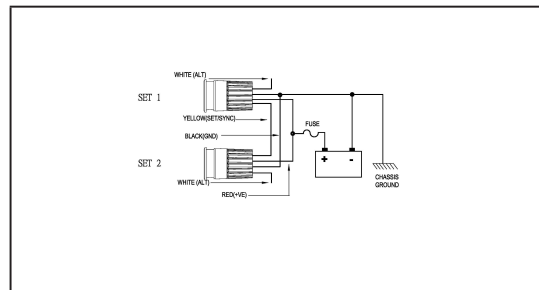 WHITE (ALT)
SET 1
YELLOW(SET/SYNC)
FUSE
BLACK(GND)
+ -
SET 2
WHITE (ALT)
CHASSIS
GROUND
RED(+VE)